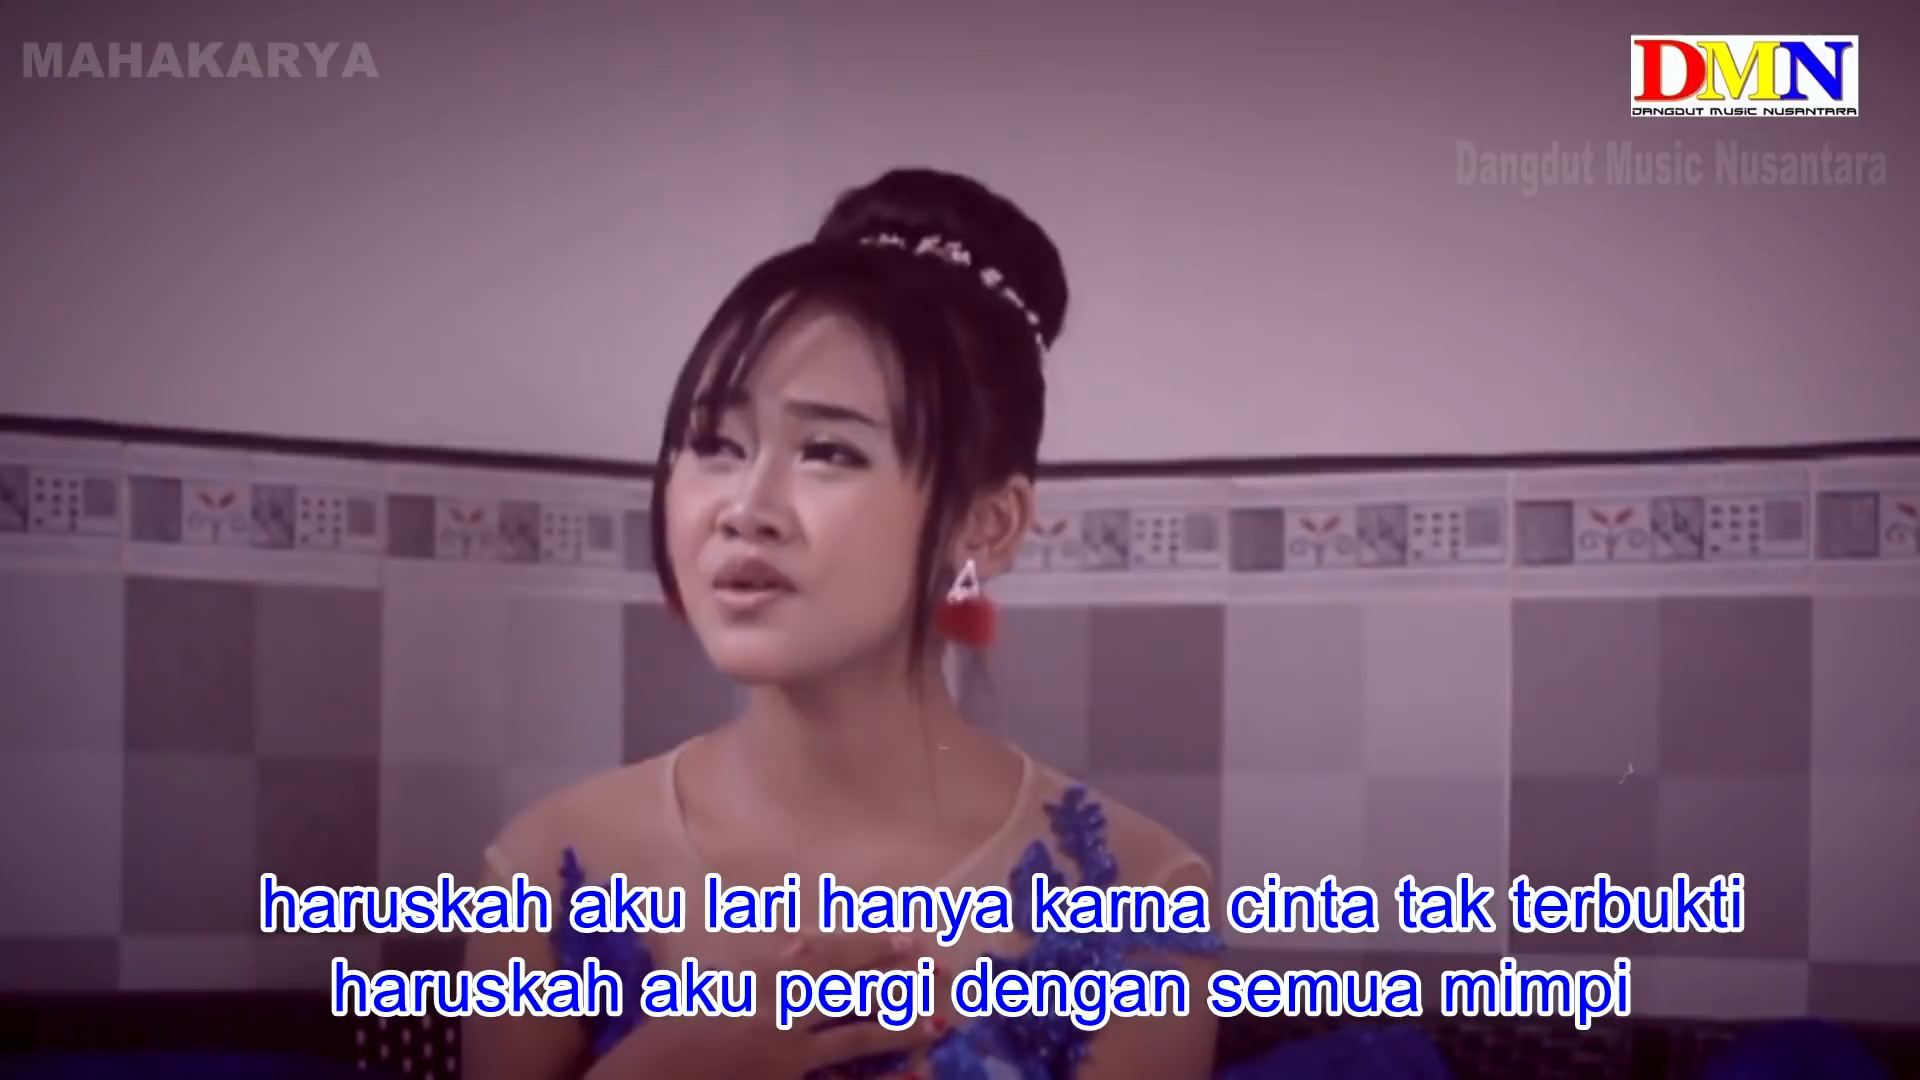 MAHAKARYA
DMN
DANGDUT MUSIC NUSANTARA
Dangdut Music Nusantara
haruskah aku lari hanya karna cinta tak terbukti
haruskah aku pergi dengan semua mimpi